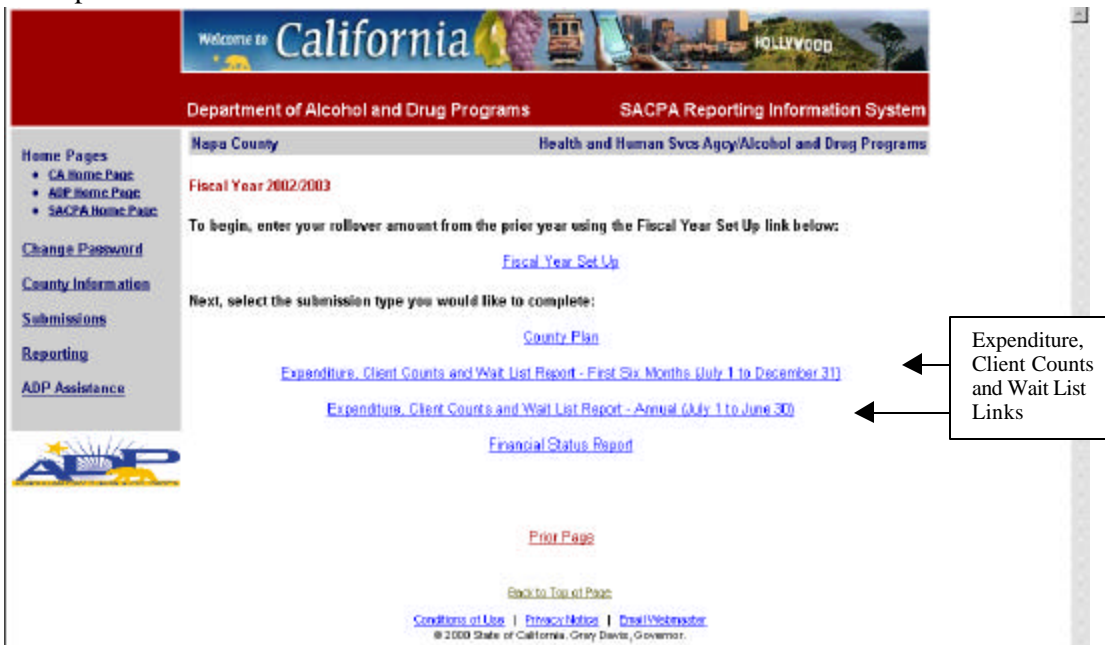 Welcome to California
HOLLYWOOD
Department of Alcohol and Drug Programs SACPA Reporting Information System
Napa County Health and Human Svcs Agcy/Alcohol and Drug Programs
Home Pages
• CA Home Page
• ADP Home Page
• SACPA Home Page
Change Password
County Information
Submissions
Reporting
ADP Assistance
ADP
Fiscal Year 2002/2003
To begin, enter your rollover amount from the prior year using the Fiscal Year Set Up link below:
Fiscal Year Set Up
Next, select the submission type you would like to complete:
County Plan
Expenditure, Client Counts and Wait List Report - First Six Months (July 1 to December 31)
Expenditure, Client Counts and Wait List Report - Annual (July 1 to June 30)
Financial Status Report
Expenditure,
Client Counts
and Wait List
Links
Prior Page
Back to Top of Page
Conditions of Use | Privacy Notice | Email Webmaster
© 2000 State of California. Gray Davis, Governor.